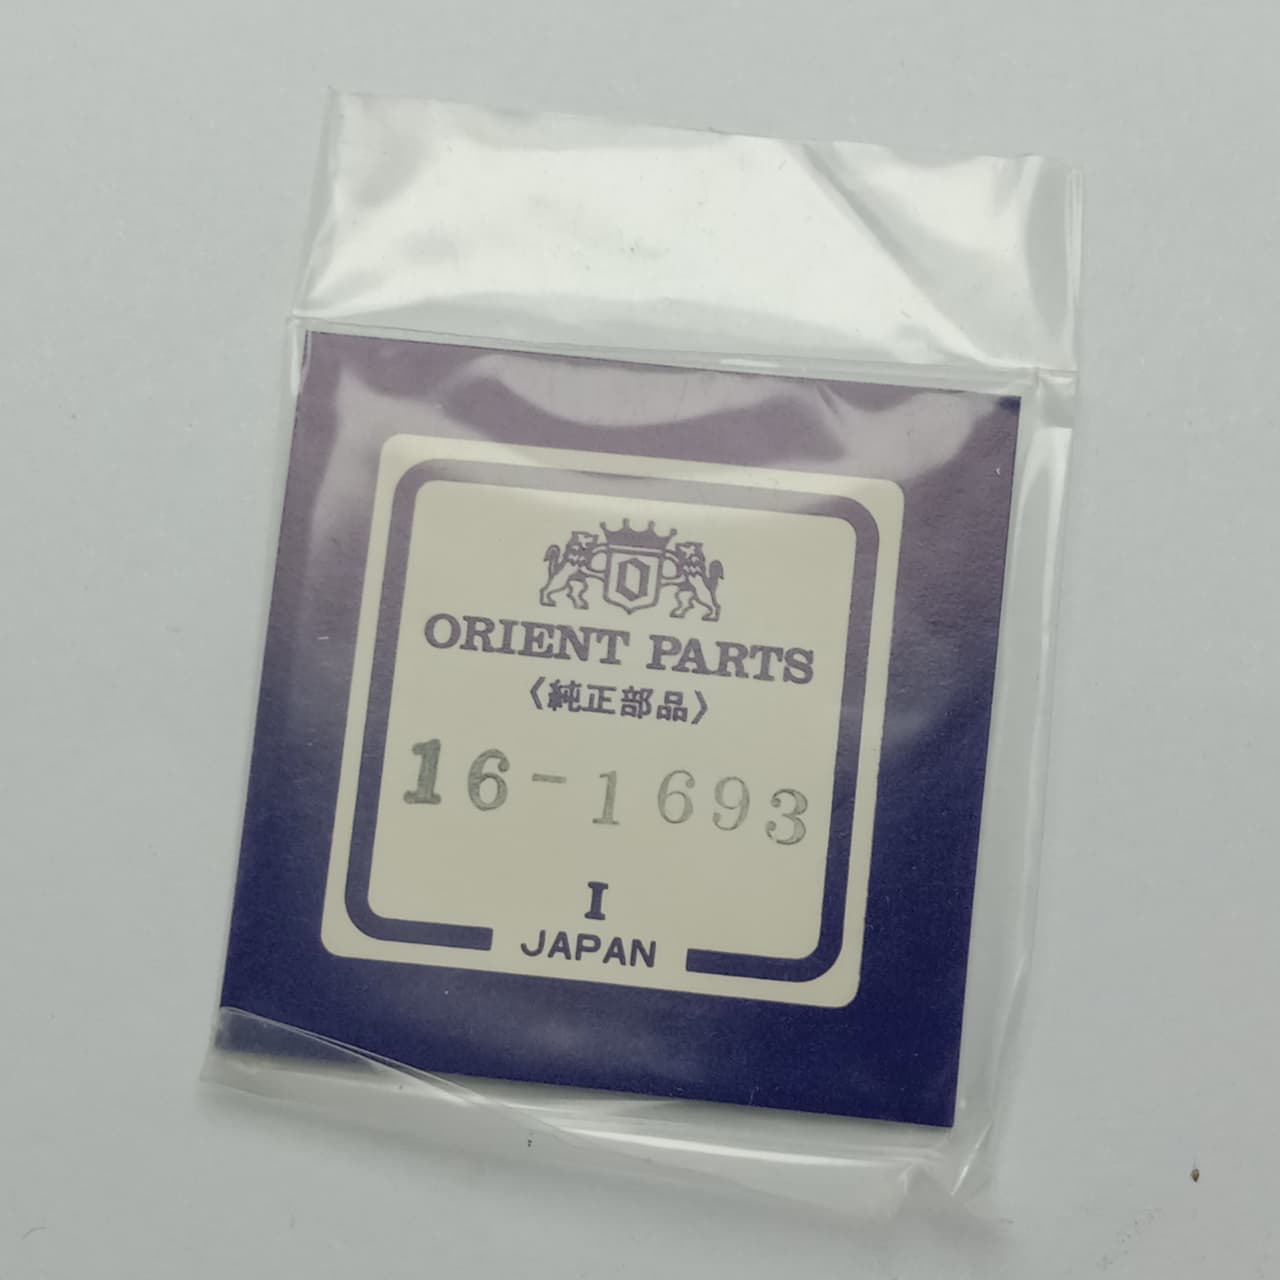 O
ORIENT PARTS
〈純正部品〉
16-1693
I
JAPAN